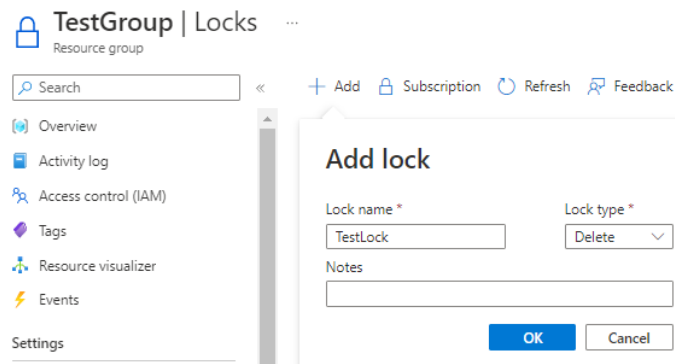 TestGroup | Locks ...
Resource group
Search
«
Add
Subscription
Refresh
Feedback
Overview
Activity log
Access control (IAM)
Tags
Resource visualizer
Events
Settings
Add lock
Lock name *
Lock type *
TestLock
Delete
Notes
OK
Cancel